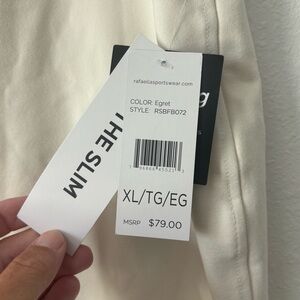 rafaellasportswear.com
COLOR: Egret
STYLE: RSBFB072
XL/TG/EG
MSRP $79.00
THE SLIM